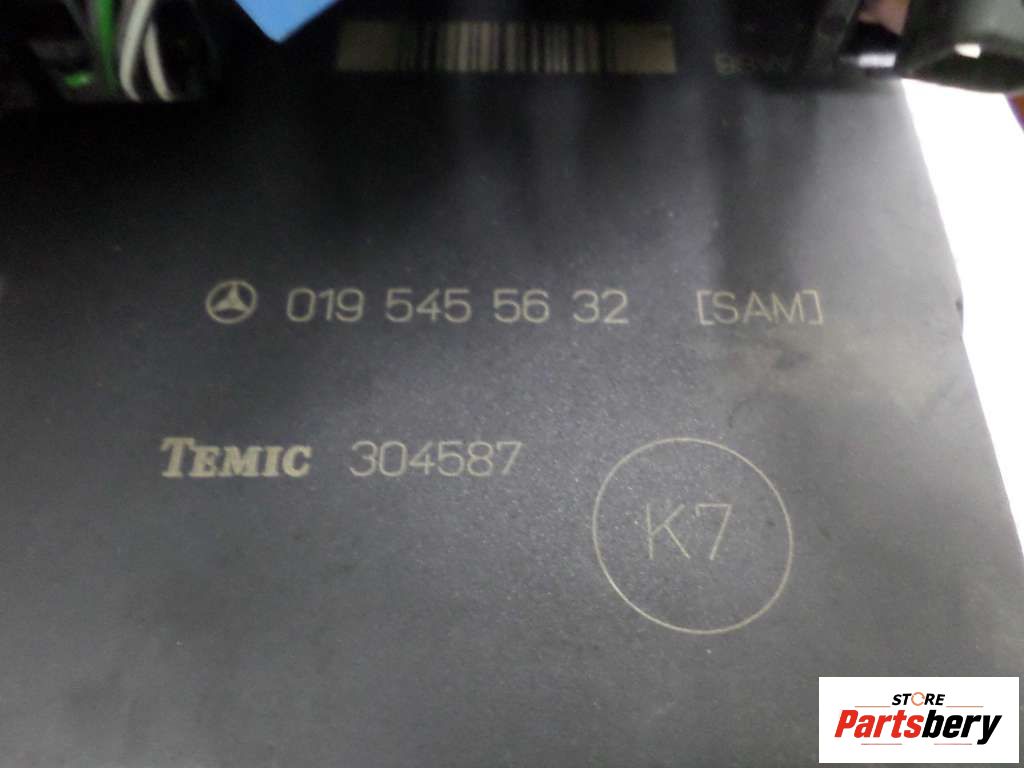 019 545 56 32 [SAM]
TEMIC 304587
K7
STORE
Partsbery